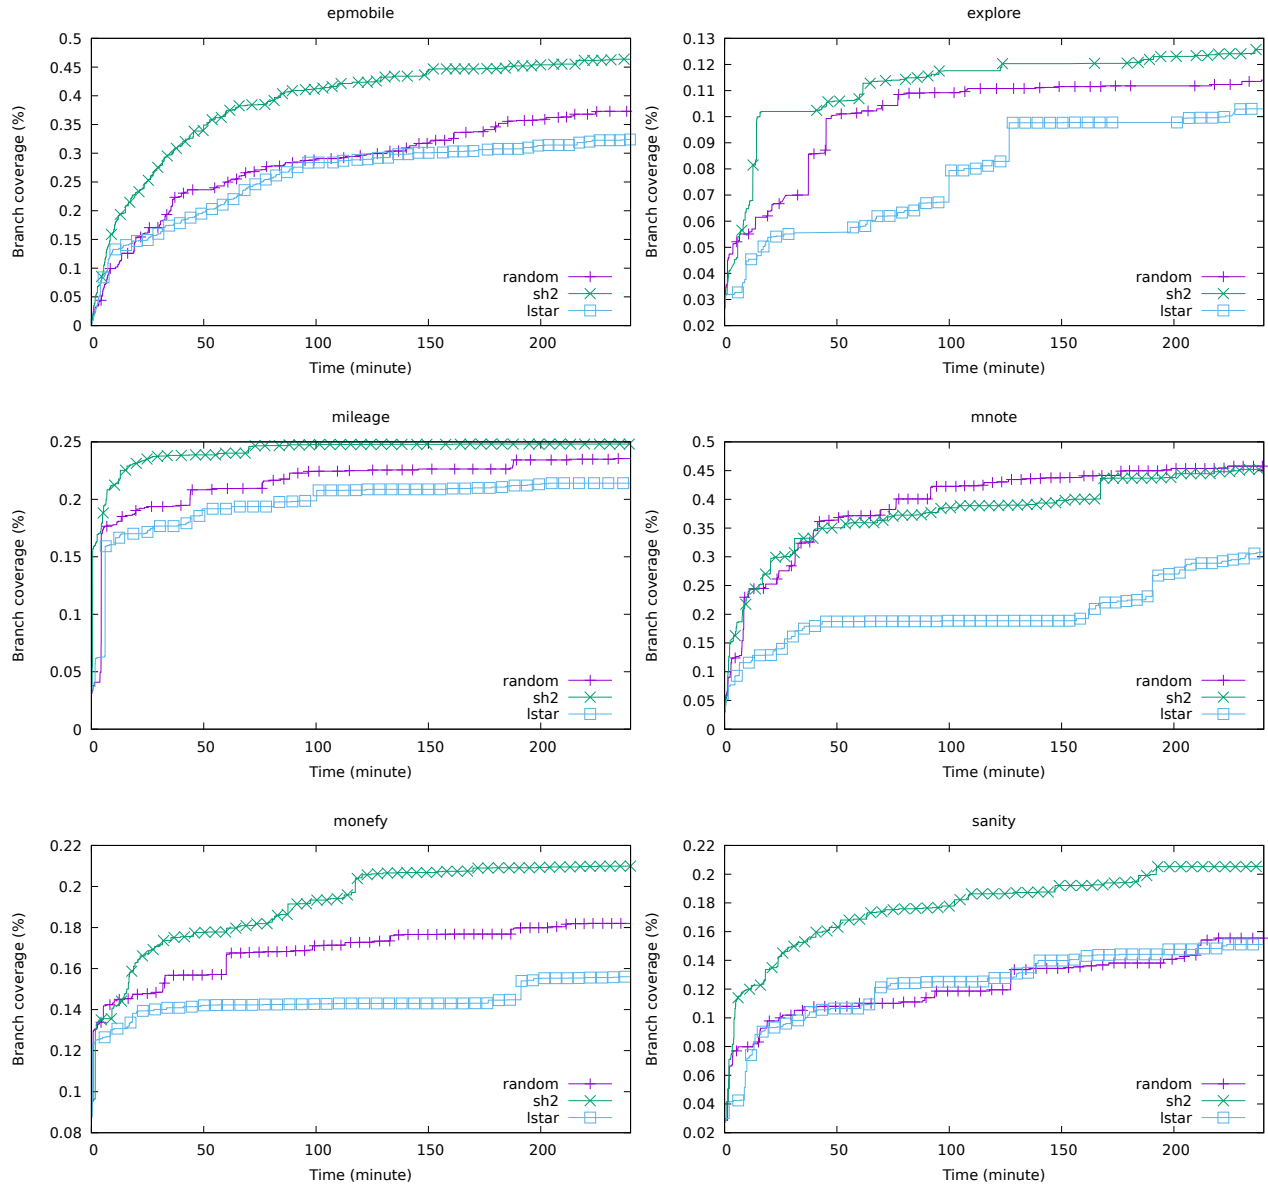 epmobile
Branch coverage (%)
0.5
0.45
0.4
0.35
0.3
0.25
0.2
0.15
0.1
0.05
0
0 50 100 150 200
Time (minute)
random
sh2
lstar
explore
Branch coverage (%)
0.13
0.12
0.11
0.1
0.09
0.08
0.07
0.06
0.05
0.04
0.03
0.02
0 50 100 150 200
Time (minute)
random
sh2
lstar
mileage
Branch coverage (%)
0.25
0.2
0.15
0.1
0.05
0
0 50 100 150 200
Time (minute)
random
sh2
lstar
mnote
Branch coverage (%)
0.5
0.45
0.4
0.35
0.3
0.25
0.2
0.15
0.1
0.05
0
0 50 100 150 200
Time (minute)
random
sh2
lstar
monefy
Branch coverage (%)
0.22
0.2
0.18
0.16
0.14
0.12
0.1
0.08
0 50 100 150 200
Time (minute)
random
sh2
lstar
sanity
Branch coverage (%)
0.22
0.2
0.18
0.16
0.14
0.12
0.1
0.08
0.06
0.04
0.02
0 50 100 150 200
Time (minute)
random
sh2
lstar